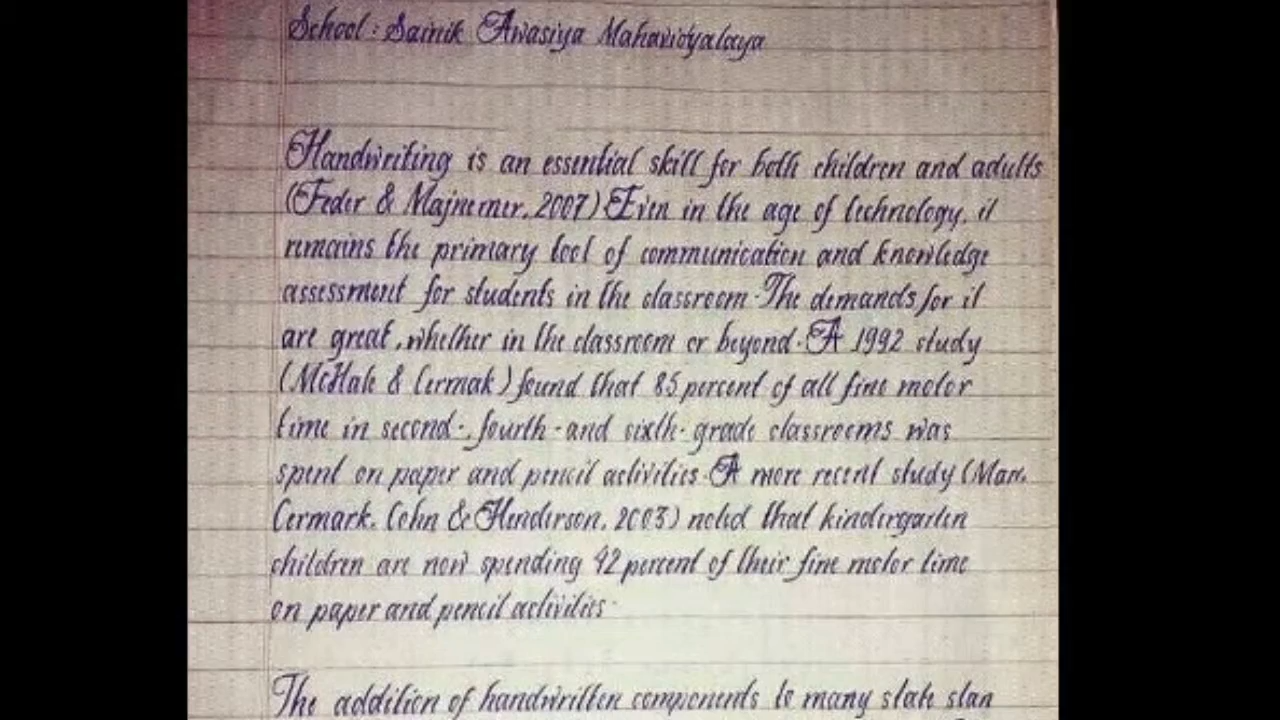 School : Sainik Awasiya Mahavidyalaya
Handwriting is an essential skill for both children and adults
(Feder & Majnemer, 2007) Even in the age of technology, it
remains the primary tool of communication and knowledge
assessment for students in the classroom. The demands for it
are great, whether in the classroom or beyond. A 1992 study
(McHale & Cermak) found that 85 percent of all fine motor
time in second-, fourth-and sixth-grade classrooms was
spent on paper and pencil activities. A more recent study (Marr,
Cermark, Cohn & Henderson, 2003) noted that kindergarten
children are now spending 42 percent of their fine motor time
on paper and pencil activities.
The addition of handwritten components to many state stan